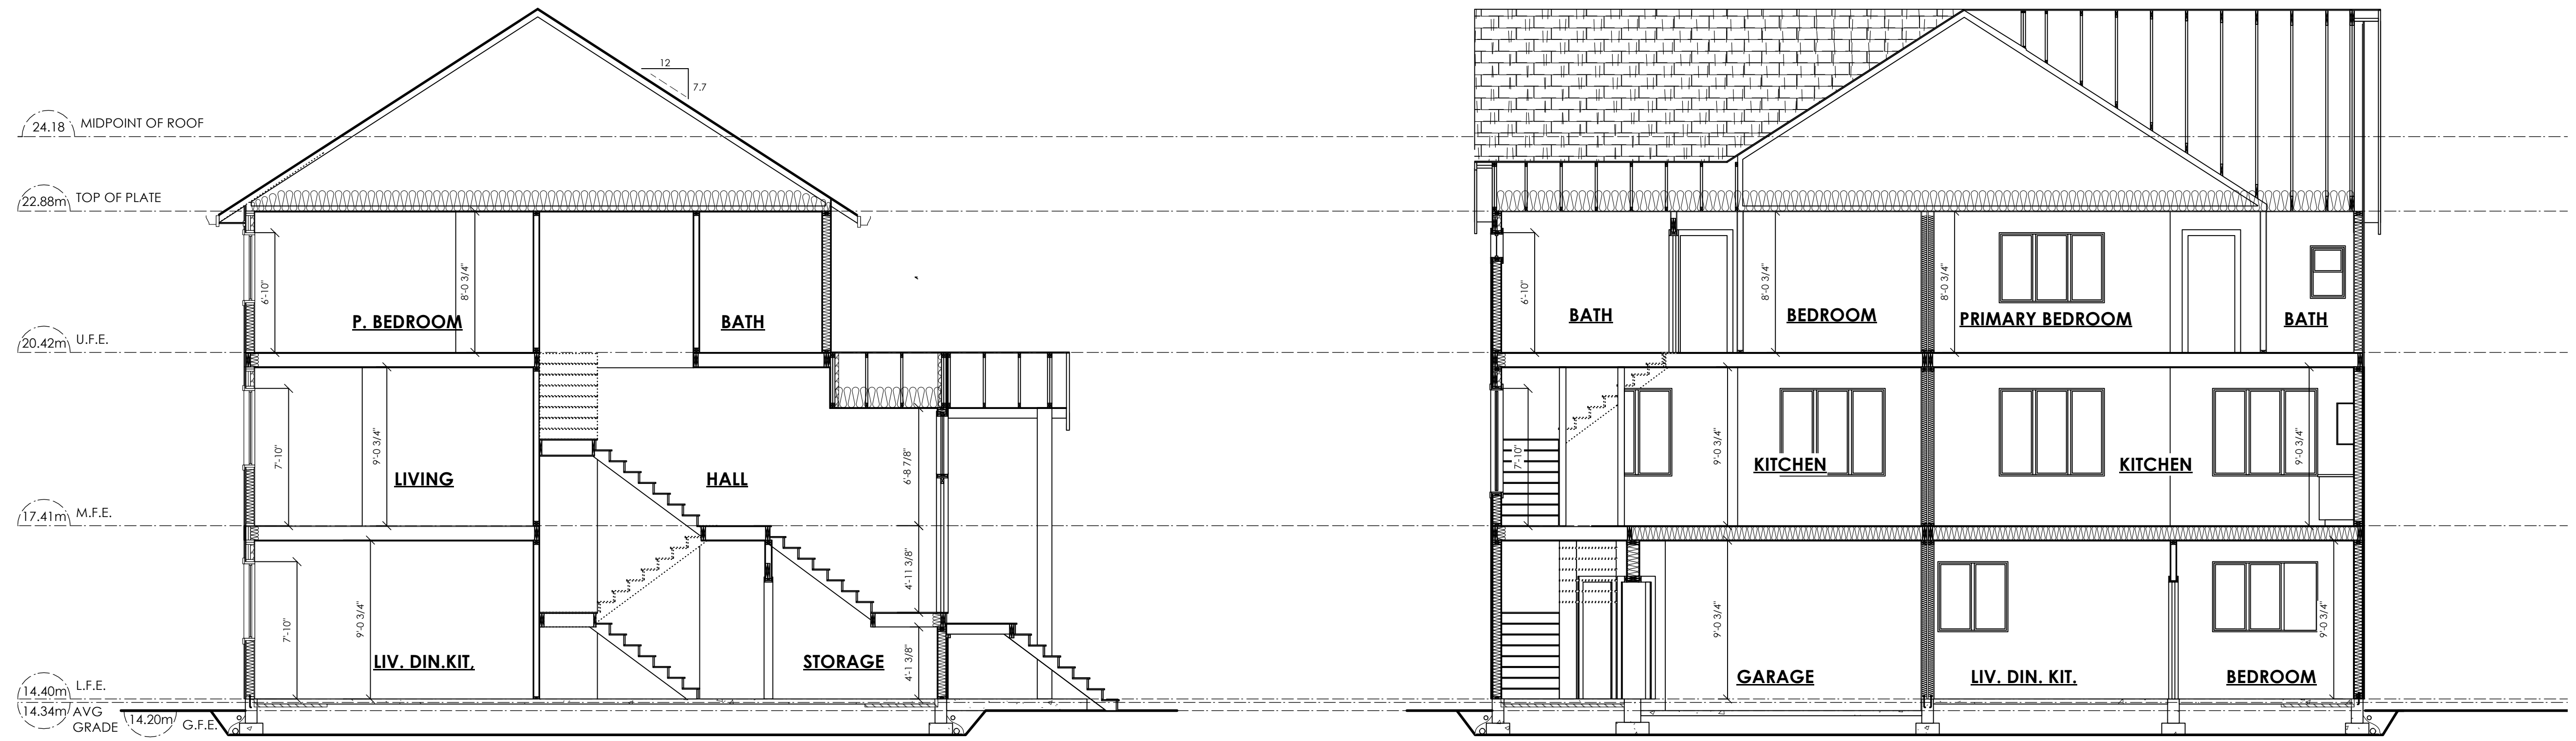 12
7.7
24.18 MIDPOINT OF ROOF
22.88m TOP OF PLATE
6'-10"
8'-0 3/4"
P. BEDROOM
BATH
20.42m U.F.E.
7'-10"
9'-0 3/4"
LIVING
HALL
6'-8 7/8"
17.41m M.F.E.
4'-11 3/8"
7'-10"
9'-0 3/4"
LIV. DIN.KIT,
STORAGE
4'-1 3/8"
14.40m L.F.E.
14.34m AVG
GRADE
14.20m G.F.E.
6'-10"
BATH
8'-0 3/4"
BEDROOM
8'-0 3/4"
PRIMARY BEDROOM
BATH
7'-10"
9'-0 3/4"
KITCHEN
KITCHEN
9'-0 3/4"
9'-0 3/4"
GARAGE
LIV. DIN. KIT.
BEDROOM
9'-0 3/4"